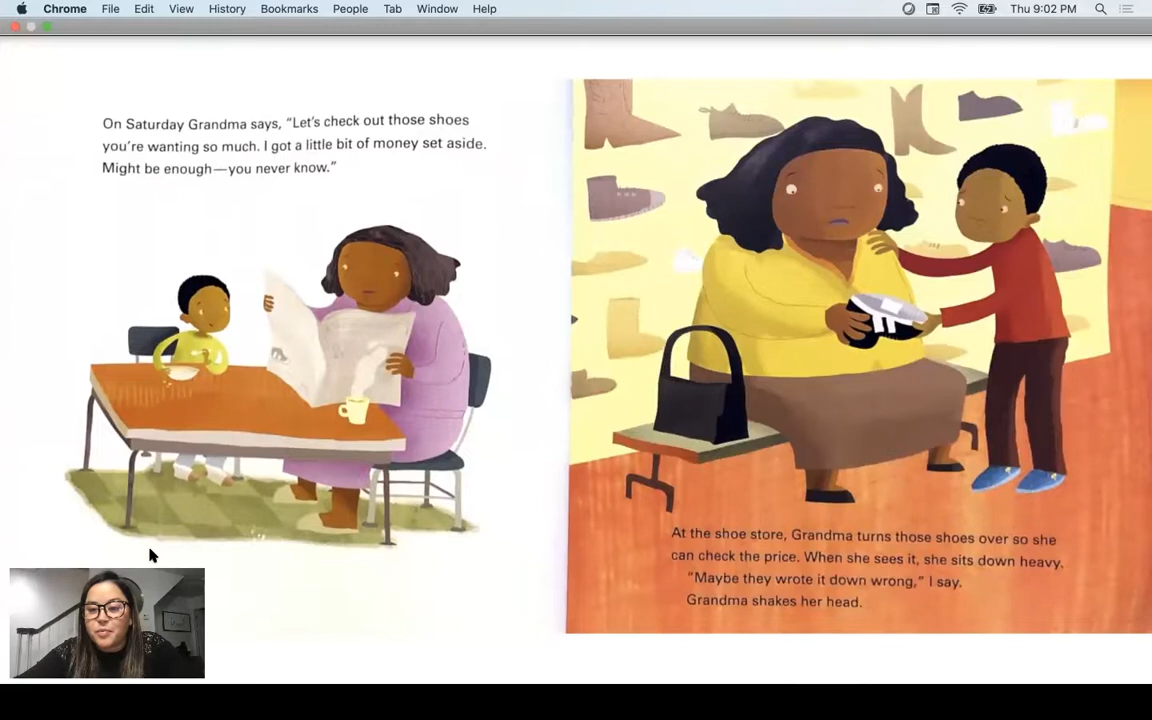 Chrome File Edit View History Bookmarks People Tab Window Help Thu 9:02 PM
On Saturday Grandma says, “Let’s check out those shoes
you’re wanting so much. I got a little bit of money set aside.
Might be enough—you never know.”
At the shoe store, Grandma turns those shoes over so she
can check the price. When she sees it, she sits down heavy.
“Maybe they wrote it down wrong,” I say.
Grandma shakes her head.